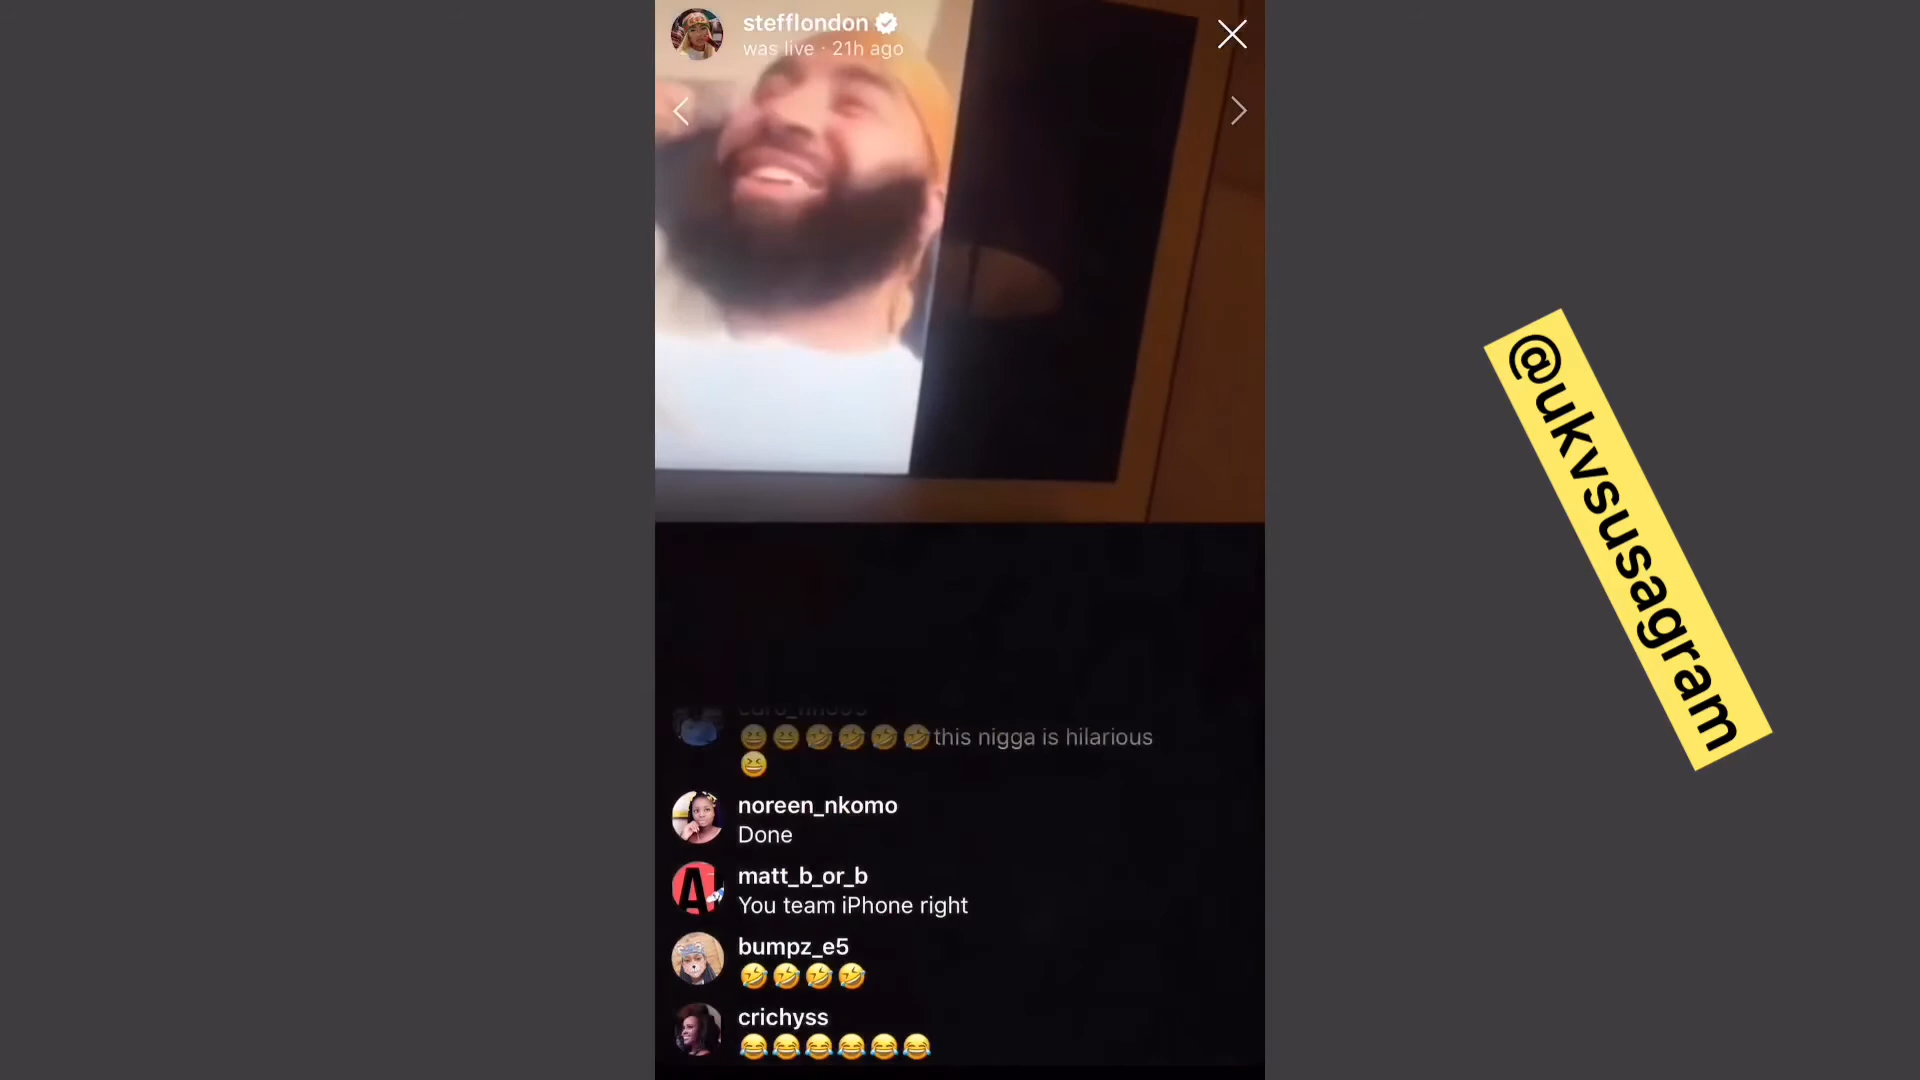 stefflondon
was live · 21h ago
😆😆🤣🤣🤣🤣this nigga is hilarious
😆
noreen_nkomo
Done
matt_b_or_b
You team iPhone right
bumpz_e5
🤣🤣🤣🤣
crichyss
😂😂😂😂😂😂
@ukvsusagram